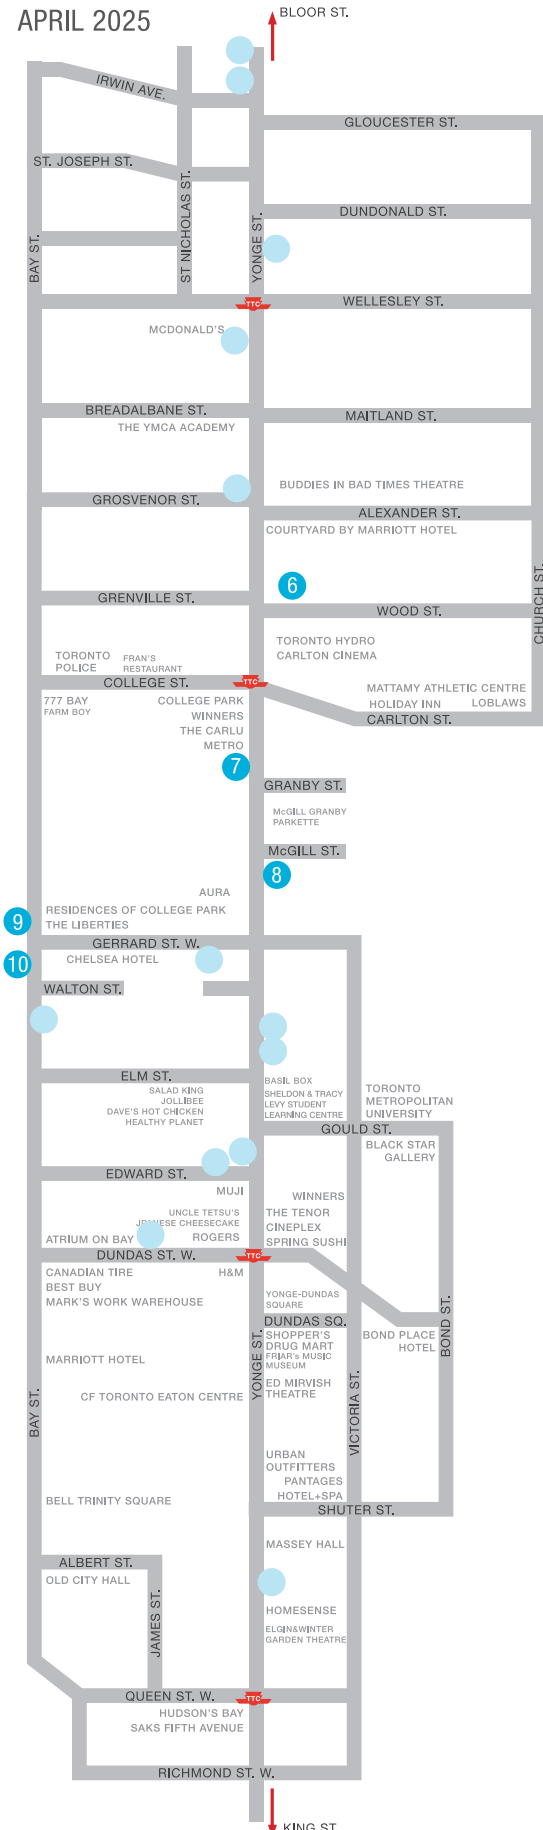 APRIL 2025
BLOOR ST.
IRWIN AVE.
GLOUCESTER ST.
ST. JOSEPH ST.
ST NICHOLAS ST.
DUNDONALD ST.
BAY ST.
YONGE ST.
TTC
WELLESLEY ST.
MCDONALD'S
BREADALBANE ST.
MAITLAND ST.
THE YMCA ACADEMY
BUDDIES IN BAD TIMES THEATRE
GROSVENOR ST.
ALEXANDER ST.
COURTYARD BY MARRIOTT HOTEL
CHURCH ST.
6
GRENVILLE ST.
WOOD ST.
TORONTO HYDRO
CARLTON CINEMA
TORONTO
POLICE
FRAN'S
RESTAURANT
COLLEGE ST.
TTC
MATTAMY ATHLETIC CENTRE
HOLIDAY INN
LOBLAWS
CARLTON ST.
777 BAY
FARM BOY
COLLEGE PARK
WINNERS
THE CARLU
METRO
7
GRANBY ST.
McGILL GRANBY
PARKETTE
McGILL ST.
8
AURA
9
RESIDENCES OF COLLEGE PARK
THE LIBERTIES
GERRARD ST. W.
10
CHELSEA HOTEL
WALTON ST.
ELM ST.
BASIL BOX
SHELDON & TRACY
LEVY STUDENT
LEARNING CENTRE
TORONTO
METROPOLITAN
UNIVERSITY
SALAD KING
JOLLIBEE
DAVE'S HOT CHICKEN
HEALTHY PLANET
GOULD ST.
BLACK STAR
GALLERY
EDWARD ST.
MUJI
WINNERS
UNCLE TETSU'S
CHEESECAKE
ROGERS
THE TENOR
CINEPLEX
SPRING SUSHI
ATRIUM ON BAY
DUNDAS ST. W.
TTC
CANADIAN TIRE
BEST BUY
MARK'S WORK WAREHOUSE
H&M
YONGE-DUNDAS
SQUARE
DUNDAS SQ.
SHOPPER'S
DRUG MART
FRIAR's MUSIC
MUSEUM
BOND PLACE
HOTEL
BOND ST.
MARRIOTT HOTEL
ED MIRVISH
THEATRE
YONGE ST.
VICTORIA ST.
BAY ST.
CF TORONTO EATON CENTRE
URBAN
OUTFITTERS
PANTAGES
HOTEL+SPA
BELL TRINITY SQUARE
SHUTER ST.
MASSEY HALL
ALBERT ST.
OLD CITY HALL
JAMES ST.
HOMESENSE
ELGIN&WINTER
GARDEN THEATRE
QUEEN ST. W.
TTC
HUDSON'S BAY
SAKS FIFTH AVENUE
RICHMOND ST. W.
KING ST.